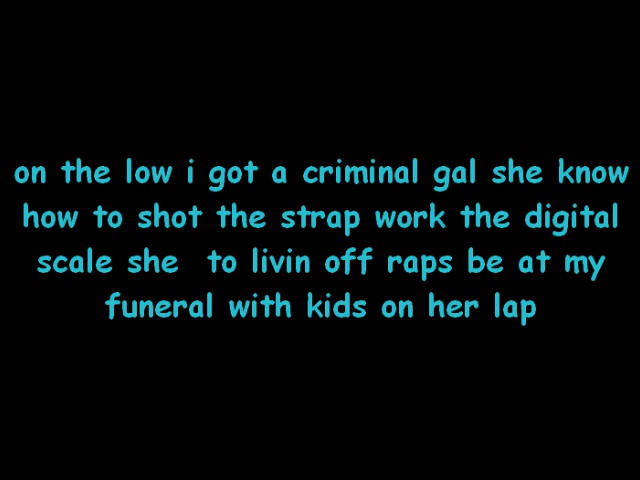 on the low i got a criminal gal she know
how to shot the strap work the digital
scale she  to livin off raps be at my
funeral with kids on her lap